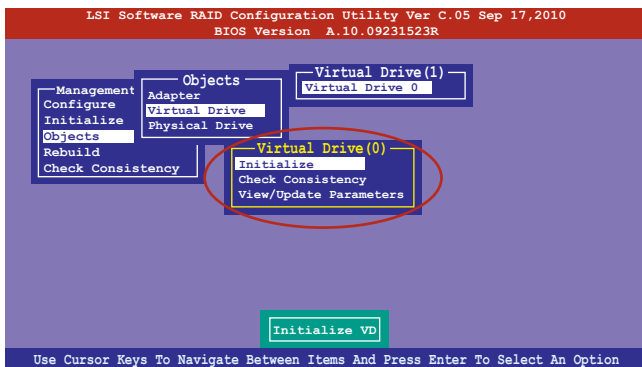 LSI Software RAID Configuration Utility Ver C.05 Sep 17,2010
BIOS Version A.10.09231523R
Management
Configure
Initialize
Objects
Rebuild
Check Consistency
Objects
Adapter
Virtual Drive
Physical Drive
Virtual Drive(1)
Virtual Drive 0
Virtual Drive(0)
Initialize
Check Consistency
View/Update Parameters
Initialize VD
Use Cursor Keys To Navigate Between Items And Press Enter To Select An Option